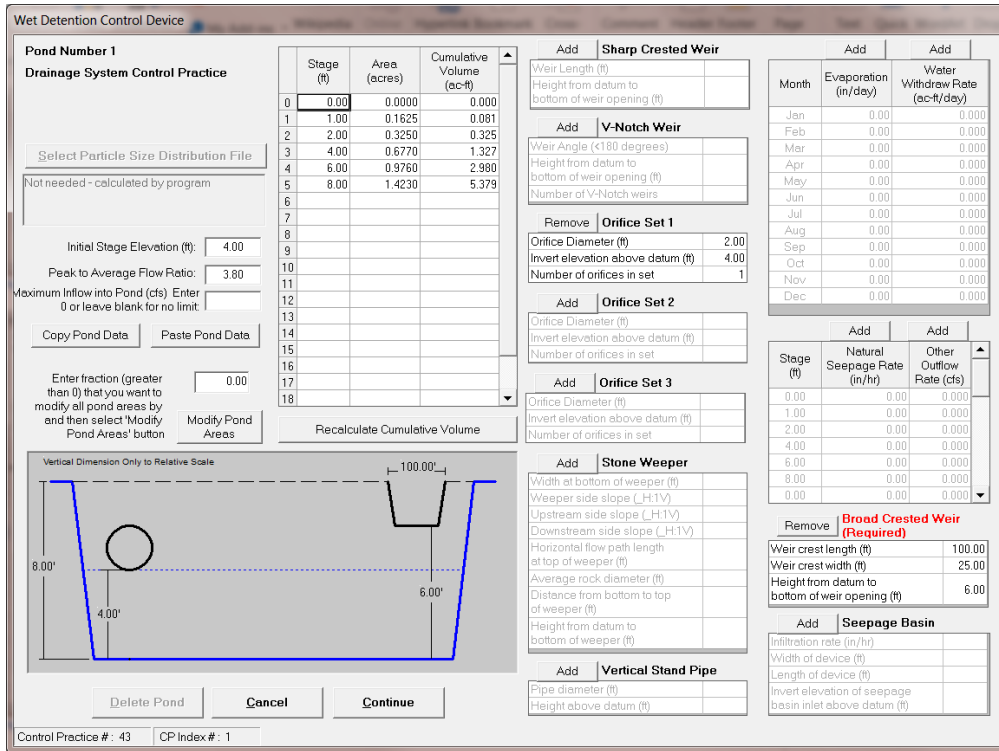 Wet Detention Control Device
Pond Number 1
Drainage System Control Practice
Select Particle Size Distribution File
Not needed - calculated by program
Initial Stage Elevation (ft): 4.00
Peak to Average Flow Ratio: 3.80
Maximum Inflow into Pond (cfs) Enter
0 or leave blank for no limit:
Copy Pond Data Paste Pond Data
Enter fraction (greater 0.00
than 0) that you want to
modify all pond areas by
and then select 'Modify
Pond Areas' button
Modify Pond
Areas
Stage
(ft)
Area
(acres)
Cumulative
Volume
(ac-ft)
0 0.00 0.0000 0.000
1 1.00 0.1625 0.081
2 2.00 0.3250 0.325
3 4.00 0.6770 1.327
4 6.00 0.9760 2.980
5 8.00 1.4230 5.379
6
7
8
9
10
11
12
13
14
15
16
17
18
Recalculate Cumulative Volume
Vertical Dimension Only to Relative Scale
100.00'
8.00'
4.00'
6.00'
Delete Pond Cancel Continue
Control Practice #: 43 CP Index #: 1
Add Sharp Crested Weir
Weir Length (ft)
Height from datum to
bottom of weir opening (ft)
Add V-Notch Weir
Weir Angle (<180 degrees)
Height from datum to
bottom of weir opening (ft)
Number of V-Notch weirs
Remove Orifice Set 1
Orifice Diameter (ft) 2.00
Invert elevation above datum (ft) 4.00
Number of orifices in set 1
Add Orifice Set 2
Orifice Diameter (ft)
Invert elevation above datum (ft)
Number of orifices in set
Add Orifice Set 3
Orifice Diameter (ft)
Invert elevation above datum (ft)
Number of orifices in set
Add Stone Weeper
Width at bottom of weeper (ft)
Weeper side slope (_H:1V)
Upstream side slope (_H:1V)
Downstream side slope (_H:1V)
Horizontal flow path length
at top of weeper (ft)
Average rock diameter (ft)
Distance from bottom to top
of weeper (ft)
Height from datum to
bottom of weeper (ft)
Add Vertical Stand Pipe
Pipe diameter (ft)
Height above datum (ft)
Add Add
Month
Evaporation
(in/day)
Water
Withdraw Rate
(ac-ft/day)
Jan 0.00 0.000
Feb 0.00 0.000
Mar 0.00 0.000
Apr 0.00 0.000
May 0.00 0.000
Jun 0.00 0.000
Jul 0.00 0.000
Aug 0.00 0.000
Sep 0.00 0.000
Oct 0.00 0.000
Nov 0.00 0.000
Dec 0.00 0.000
Add Add
Stage
(ft)
Natural
Seepage Rate
(in/hr)
Other
Outflow
Rate (cfs)
0.00 0.00 0.000
1.00 0.00 0.000
2.00 0.00 0.000
4.00 0.00 0.000
6.00 0.00 0.000
8.00 0.00 0.000
0.00 0.00 0.000
Remove Broad Crested Weir
(Required)
Weir crest length (ft) 100.00
Weir crest width (ft) 25.00
Height from datum to
bottom of weir opening (ft) 6.00
Add Seepage Basin
Infiltration rate (in/hr)
Width of device (ft)
Length of device (ft)
Invert elevation of seepage
basin inlet above datum (ft)